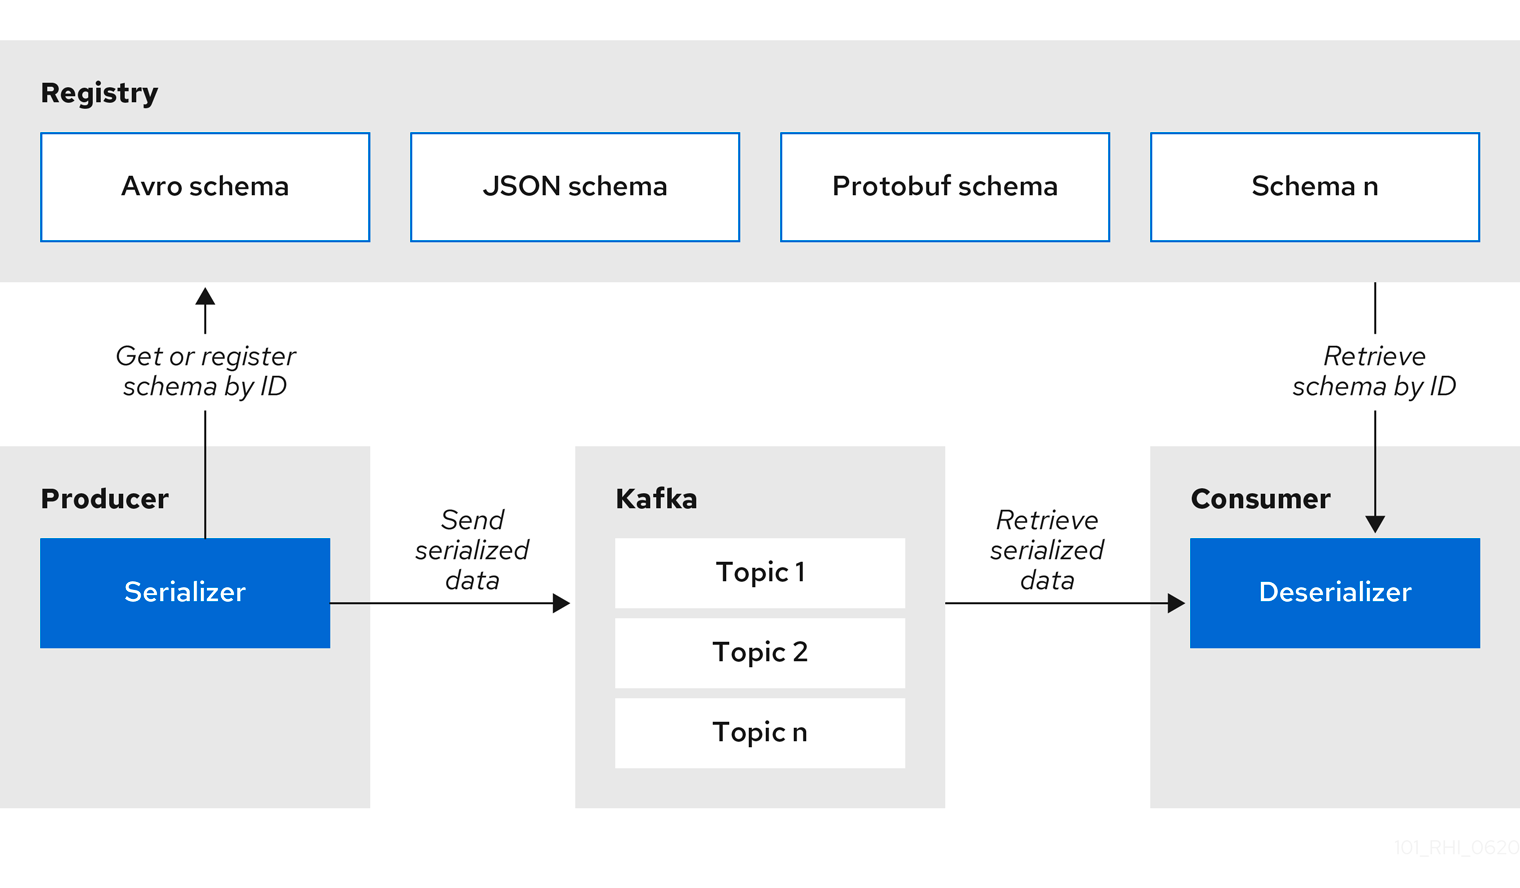 Registry
Avro schema
JSON schema
Protobuf schema
Schema n
Get or register
schema by ID
Retrieve
schema by ID
Producer
Serializer
Send
serialized
data
Kafka
Topic 1
Topic 2
Topic n
Retrieve
serialized
data
Consumer
Deserializer
101_RHI_0620